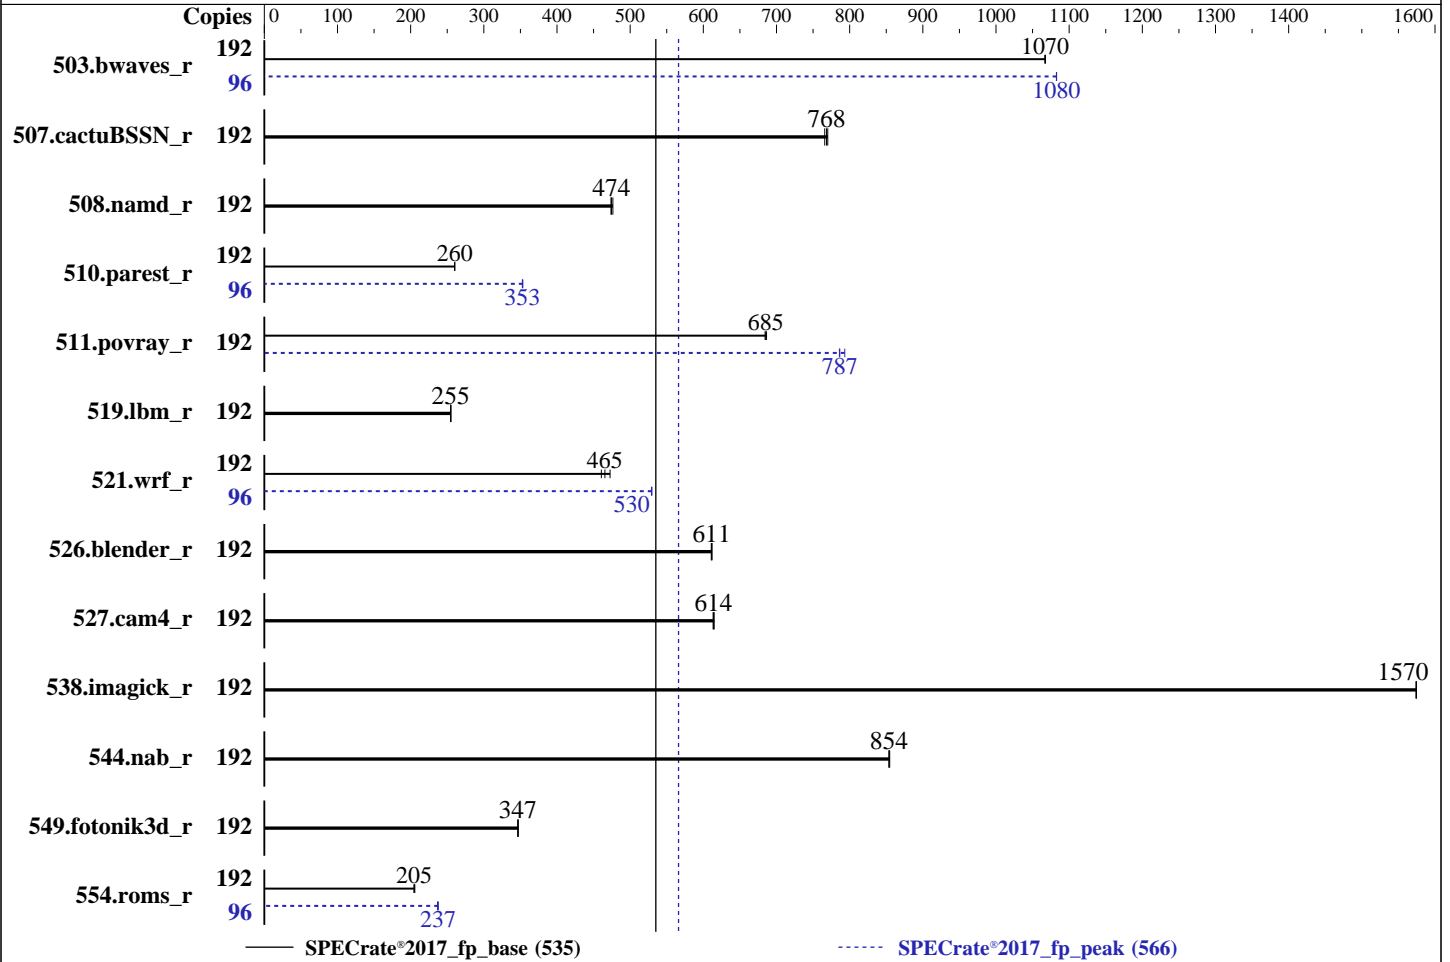 Copies 0 100 200 300 400 500 600 700 800 900 1000 1100 1200 1300 1400 1600
503.bwaves_r 192 1070
96 1080
507.cactuBSSN_r 192 768
508.namd_r 192 474
510.parest_r 192 260
96 353
511.povray_r 192 685
787
519.lbm_r 192 255
521.wrf_r 192 465
96 530
526.blender_r 192 611
527.cam4_r 192 614
538.imagick_r 192 1570
544.nab_r 192 854
549.fotonik3d_r 192 347
554.roms_r 192 205
96 237
SPECrate®2017_fp_base (535) SPECrate®2017_fp_peak (566)